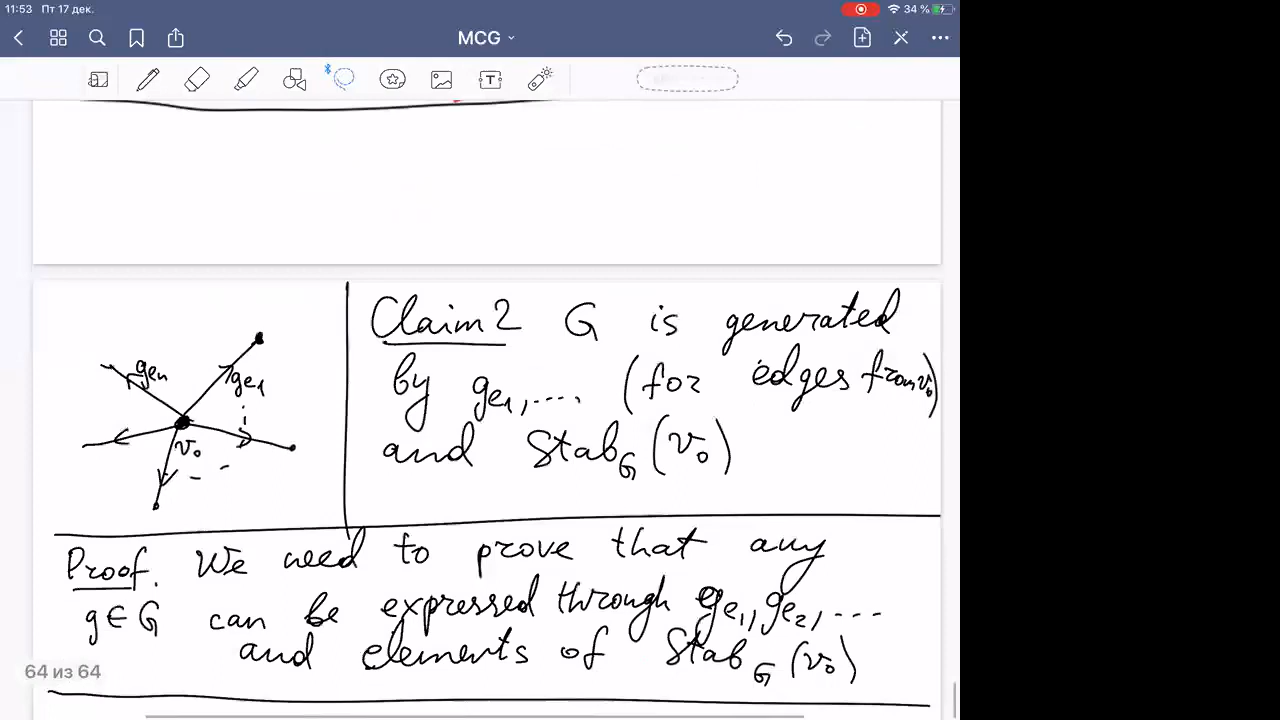 11:53 Пт 17 дек.
34 %
MCG
T
Claim 2 G is generated
by ge1, .... (for edges from v0)
and StabG (v0)
gen
ge1
v0
Proof. We need to prove that any
g ∈ G can be expressed through ge1, ge2, ...
and elements of StabG (v0)
64 из 64